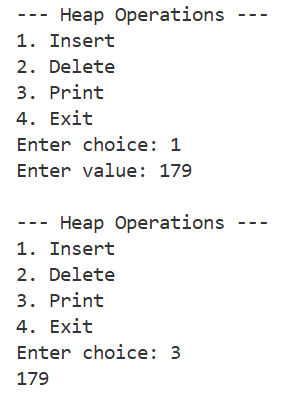 --- Heap Operations ---
1. Insert
2. Delete
3. Print
4. Exit
Enter choice: 1
Enter value: 179

--- Heap Operations ---
1. Insert
2. Delete
3. Print
4. Exit
Enter choice: 3
179